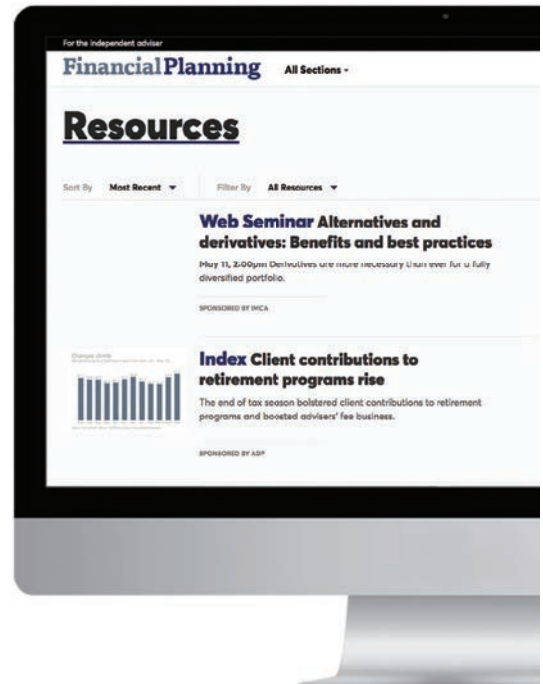 For the independent adviser
FinancialPlanning
All Sections
Resources
Sort By Most Recent Filter By All Resources
Web Seminar Alternatives and
derivatives: Benefits and best practices
May 11, 2:00pm Derivatives are more necessary than ever for a fully
diversified portfolio.
SPONSORED BY IMCA
Index Client contributions to
retirement programs rise
The end of tax season bolstered client contributions to retirement
programs and boosted advisers' fee business.
SPONSORED BY ADP